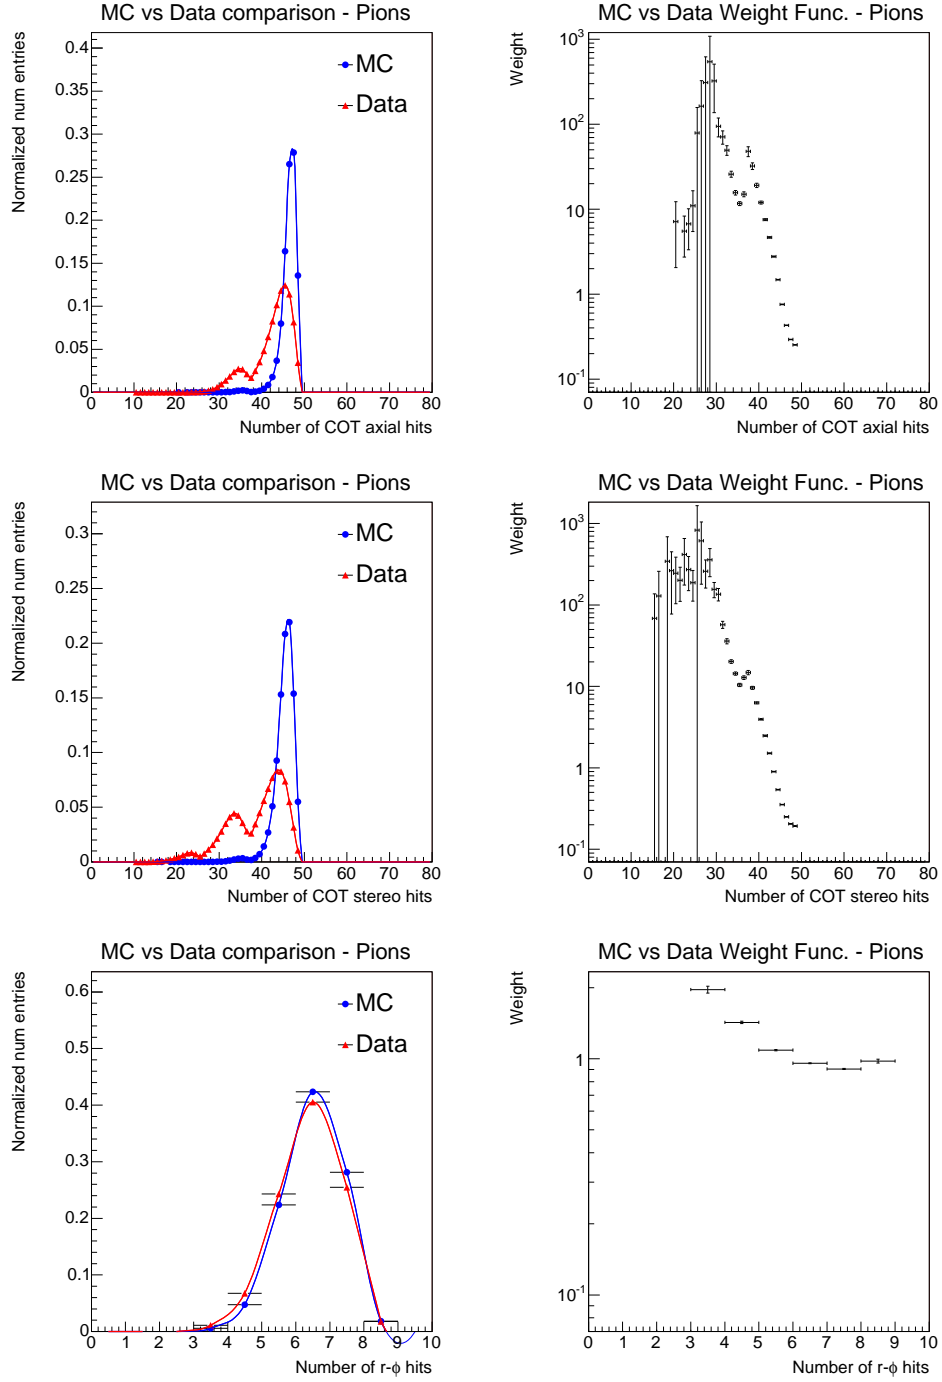 MC vs Data comparison - Pions
Normalized num entries
0.4
0.35
0.3
0.25
0.2
0.15
0.1
0.05
0
MC
Data
0 10 20 30 40 50 60 70 80
Number of COT axial hits
MC vs Data Weight Func. - Pions
Weight
10^3
10^2
10
1
10^-1
0 10 20 30 40 50 60 70 80
Number of COT axial hits
MC vs Data comparison - Pions
Normalized num entries
0.3
0.25
0.2
0.15
0.1
0.05
0
MC
Data
0 10 20 30 40 50 60 70 80
Number of COT stereo hits
MC vs Data Weight Func. - Pions
Weight
10^3
10^2
10
1
10^-1
0 10 20 30 40 50 60 70 80
Number of COT stereo hits
MC vs Data comparison - Pions
Normalized num entries
0.6
0.5
0.4
0.3
0.2
0.1
0
MC
Data
0 1 2 3 4 5 6 7 8 9 10
Number of r-ϕ hits
MC vs Data Weight Func. - Pions
Weight
1
10^-1
0 1 2 3 4 5 6 7 8 9 10
Number of r-ϕ hits